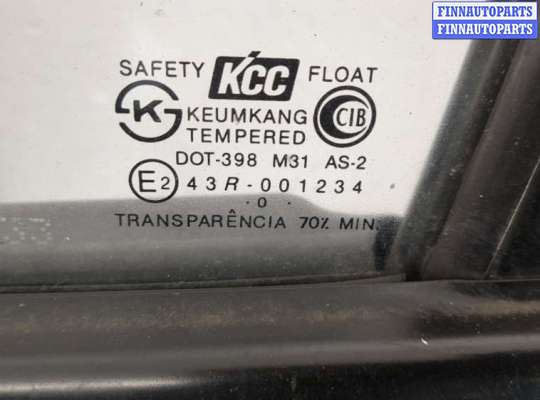 FINNAUTOPARTS
FINNAUTOPARTS
SAFETY KCC FLOAT
S K KEUMKANG CIB
TEMPERED
DOT-398 M31 AS-2
E2 43R-001234
.0.
TRANSPARÊNCIA 70% MIN.